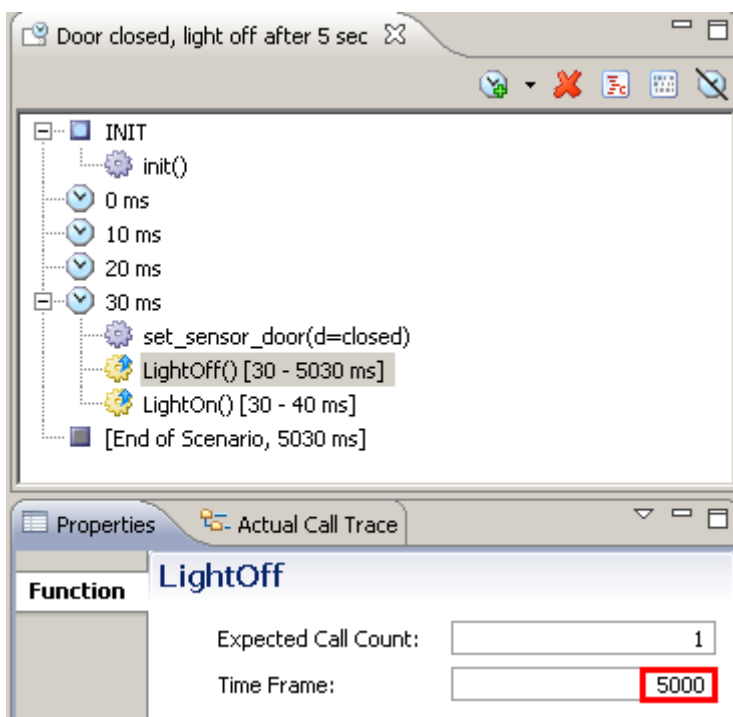 Door closed, light off after 5 sec
INIT
init()
0 ms
10 ms
20 ms
30 ms
set_sensor_door(d=closed)
LightOff() [30 - 5030 ms]
LightOn() [30 - 40 ms]
[End of Scenario, 5030 ms]
Properties Actual Call Trace
Function LightOff
Expected Call Count: 1
Time Frame: 5000